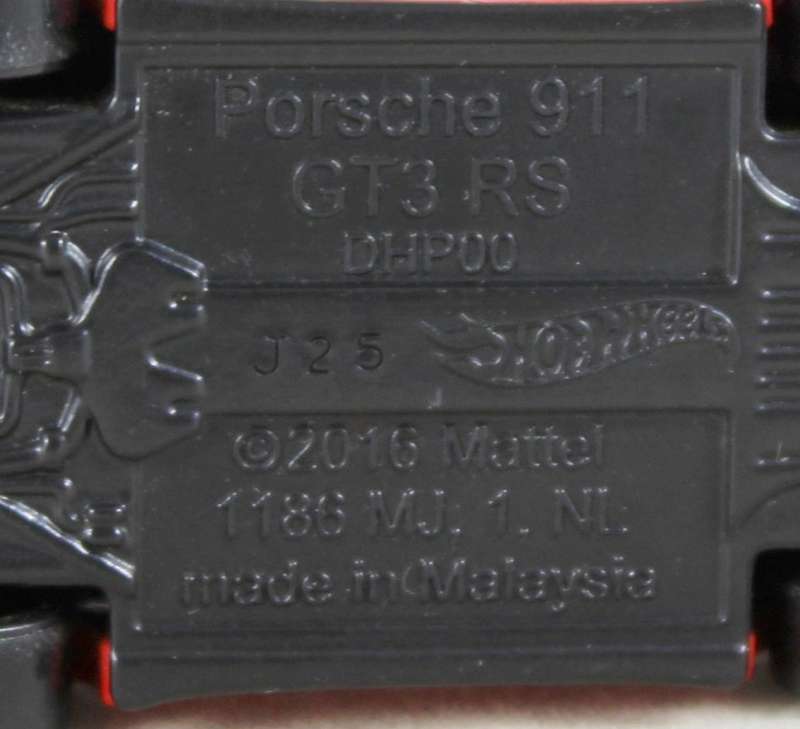 Porsche 911
GT3 RS
DHP00
J25 HOT WHEELS
©2016 Mattel
1186 MJ, 1, NL
made in Malaysia